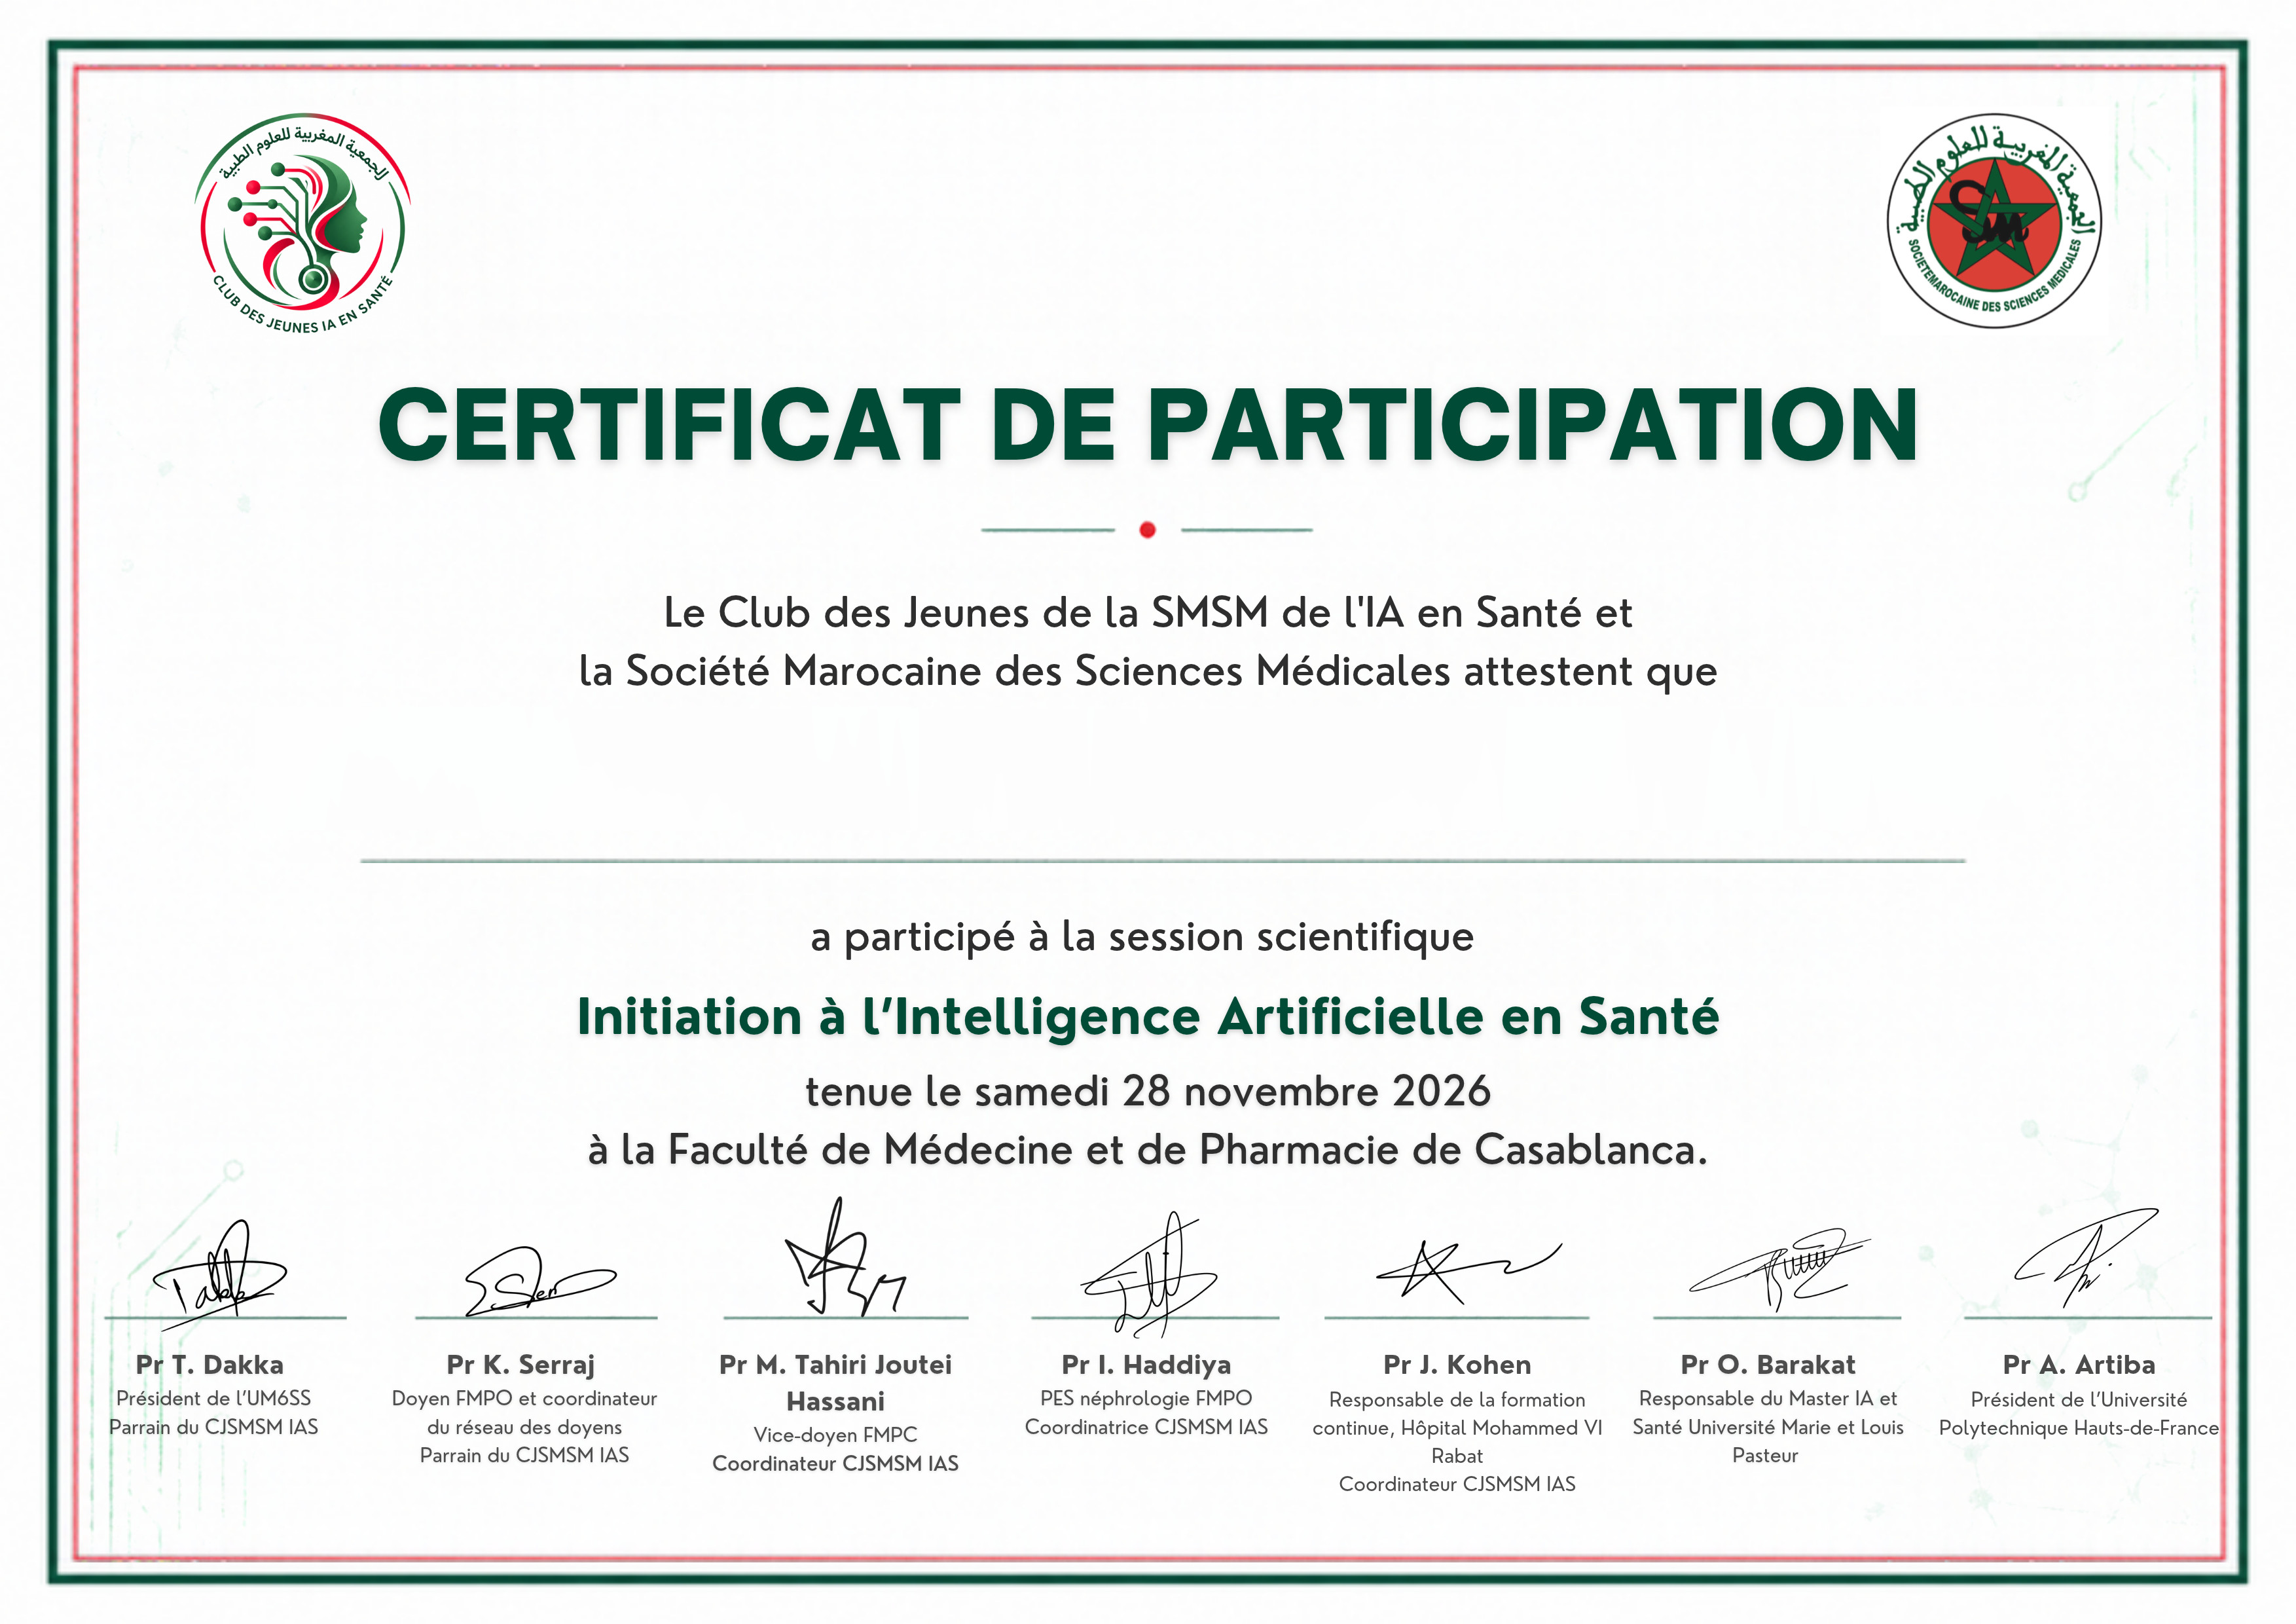 الجمعية المغربية للعلوم الطبية
CLUB DES JEUNES IA EN SANTÉ
الجمعية المغربية للعلوم الطبية
Sm
SOCIETEMAROCAINE DES SCIENCES MEDICALES
CERTIFICAT DE PARTICIPATION
Le Club des Jeunes de la SMSM de l'IA en Santé et
la Société Marocaine des Sciences Médicales attestent que
a participé à la session scientifique
Initiation à l’Intelligence Artificielle en Santé
tenue le samedi 28 novembre 2026
à la Faculté de Médecine et de Pharmacie de Casablanca.
Pr T. Dakka
Président de l’UM6SS
Parrain du CJSMSM IAS
Pr K. Serraj
Doyen FMPO et coordinateur
du réseau des doyens
Parrain du CJSMSM IAS
Pr M. Tahiri Joutei
Hassani
Vice-doyen FMPC
Coordinateur CJSMSM IAS
Pr I. Haddiya
PES néphrologie FMPO
Coordinatrice CJSMSM IAS
Pr J. Kohen
Responsable de la formation
continue, Hôpital Mohammed VI
Rabat
Coordinateur CJSMSM IAS
Pr O. Barakat
Responsable du Master IA et
Santé Université Marie et Louis
Pasteur
Pr A. Artiba
Président de l’Université
Polytechnique Hauts-de-France